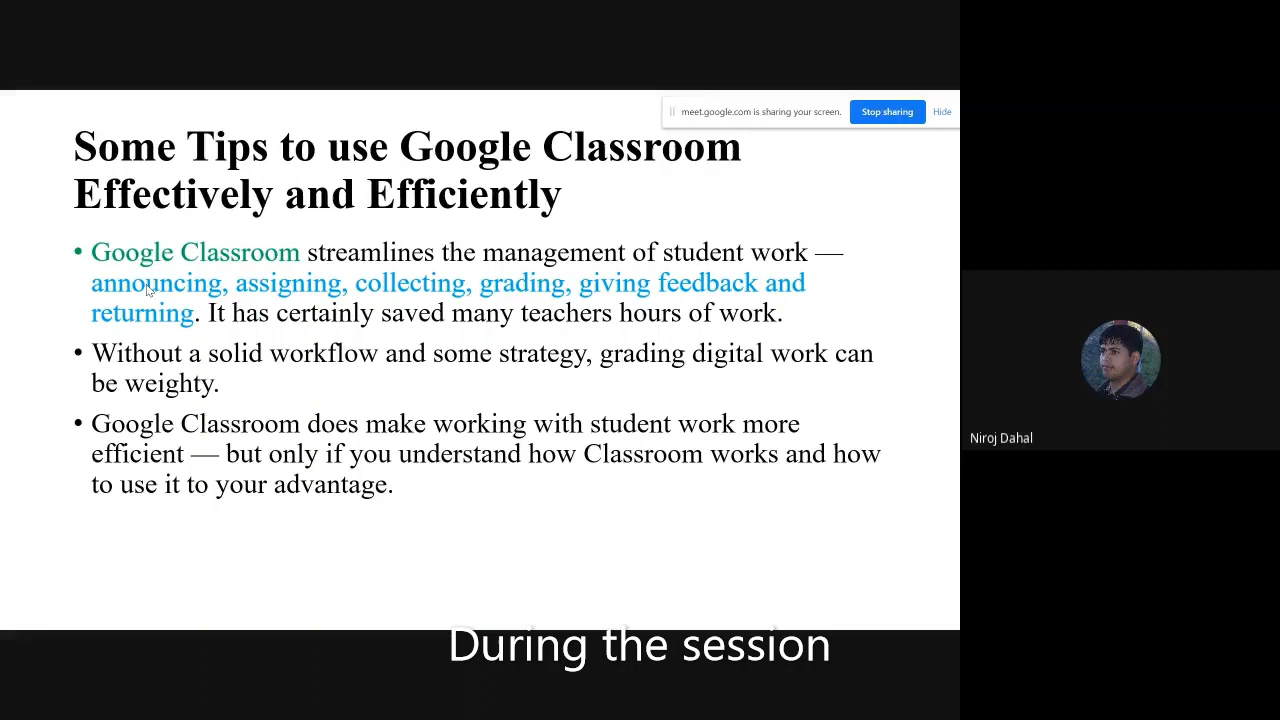 meet.google.com is sharing your screen. Stop sharing Hide
Some Tips to use Google Classroom
Effectively and Efficiently
• Google Classroom streamlines the management of student work —
announcing, assigning, collecting, grading, giving feedback and
returning. It has certainly saved many teachers hours of work.
• Without a solid workflow and some strategy, grading digital work can
be weighty.
• Google Classroom does make working with student work more
efficient — but only if you understand how Classroom works and how
to use it to your advantage.
Niroj Dahal
During the session